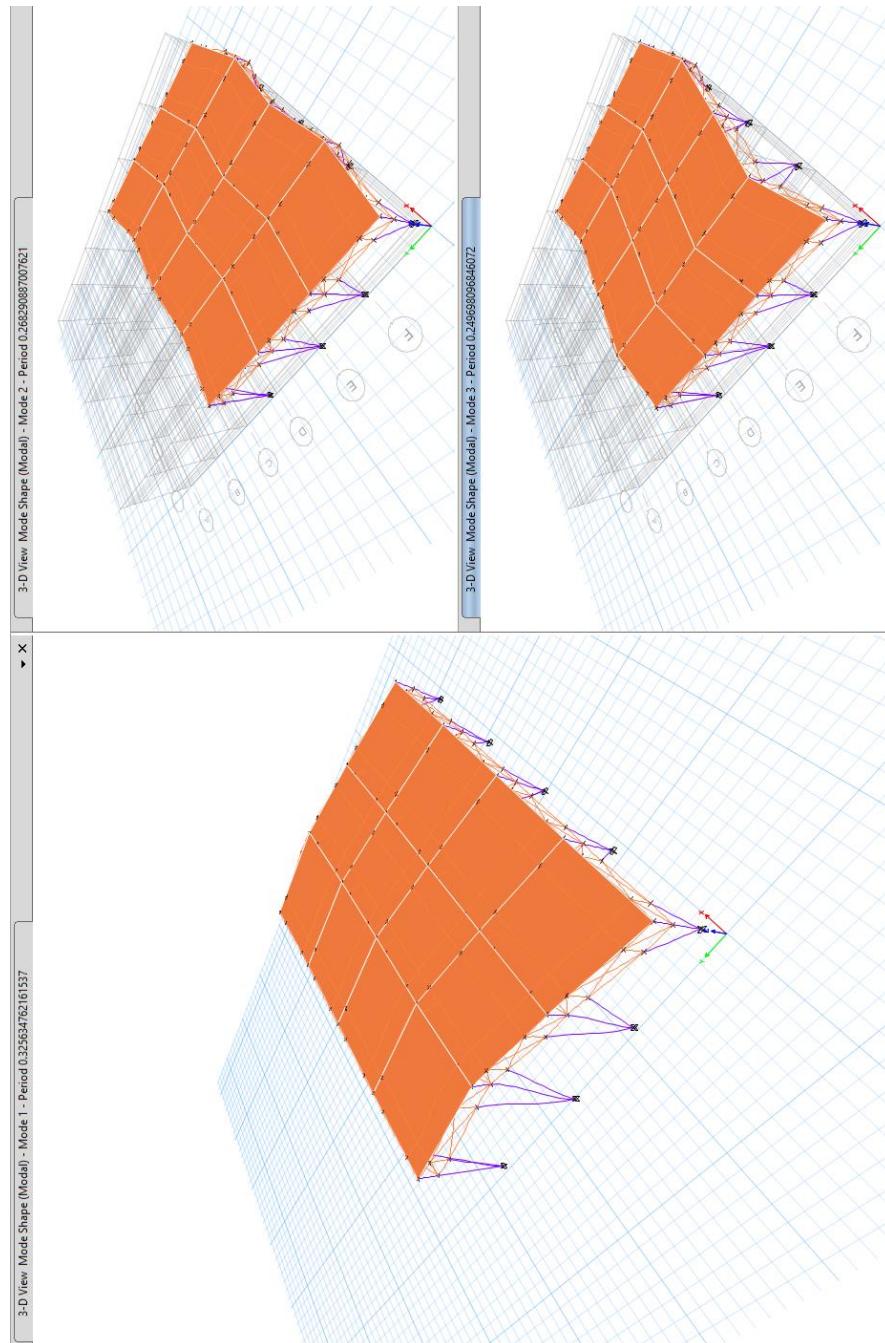 3-D View Mode Shape (Modal) - Mode 1 - Period 0.325634762161537
3-D View Mode Shape (Modal) - Mode 2 - Period 0.268290887007621
F
E
D
C
B
3-D View Mode Shape (Modal) - Mode 3 - Period 0.249698096846072
F
E
D
C
B